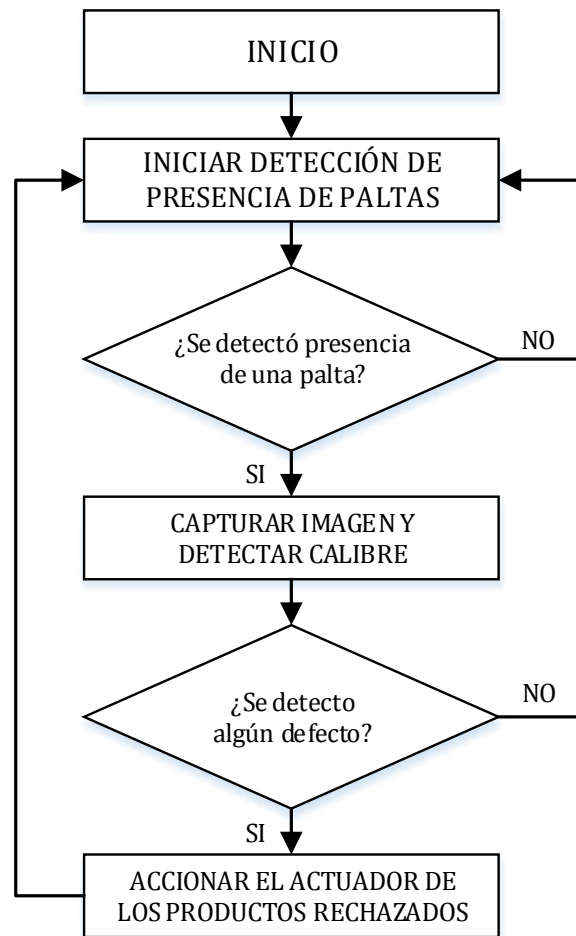 INICIO
INICIAR DETECCIÓN DE
PRESENCIA DE PALTAS
¿Se detectó presencia
de una palta?
NO
SI
CAPTURAR IMAGEN Y
DETECTAR CALIBRE
¿Se detecto
algún defecto?
NO
SI
ACCIONAR EL ACTUADOR DE
LOS PRODUCTOS RECHAZADOS